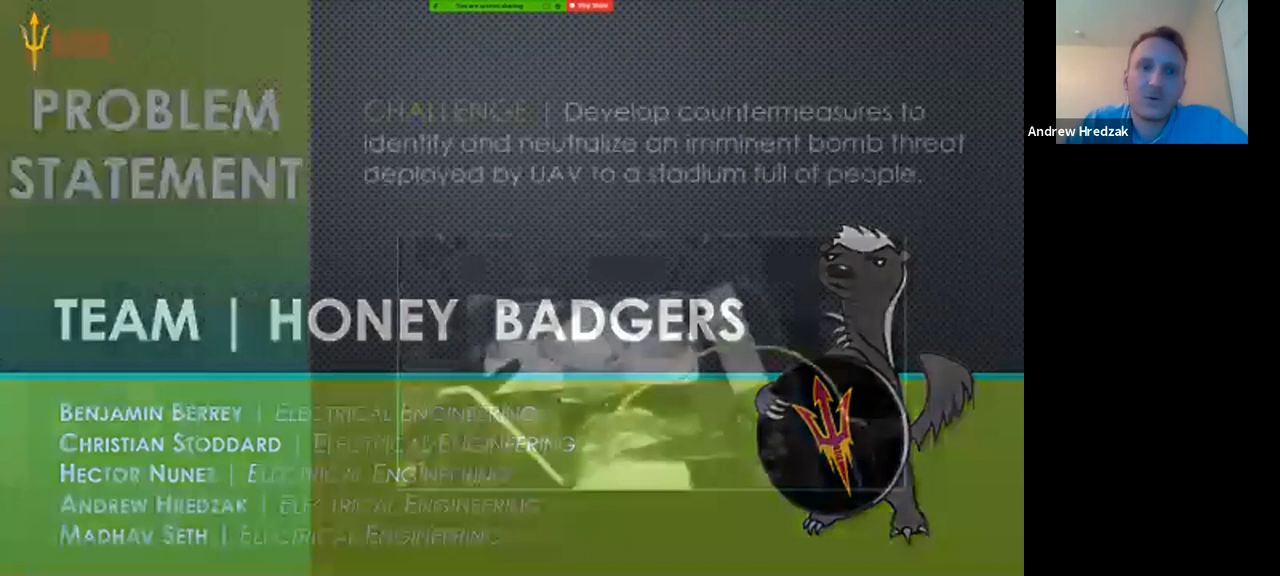 You are screen sharing
Stop Share
PROBLEM
STATEMENT
CHALLENGE | Develop countermeasures to
identify and neutralize an imminent bomb threat
deployed by UAV to a stadium full of people.
TEAM | HONEY BADGERS
BENJAMIN BERREY | ELECTRICAL ENGINEERING
CHRISTIAN STODDARD | ELECTRICAL ENGINEERING
HECTOR NUNEZ | ELECTRICAL ENGINEERING
ANDREW HREDZAK | ELECTRICAL ENGINEERING
MADHAV SETH | ELECTRICAL ENGINEERING
Andrew Hredzak